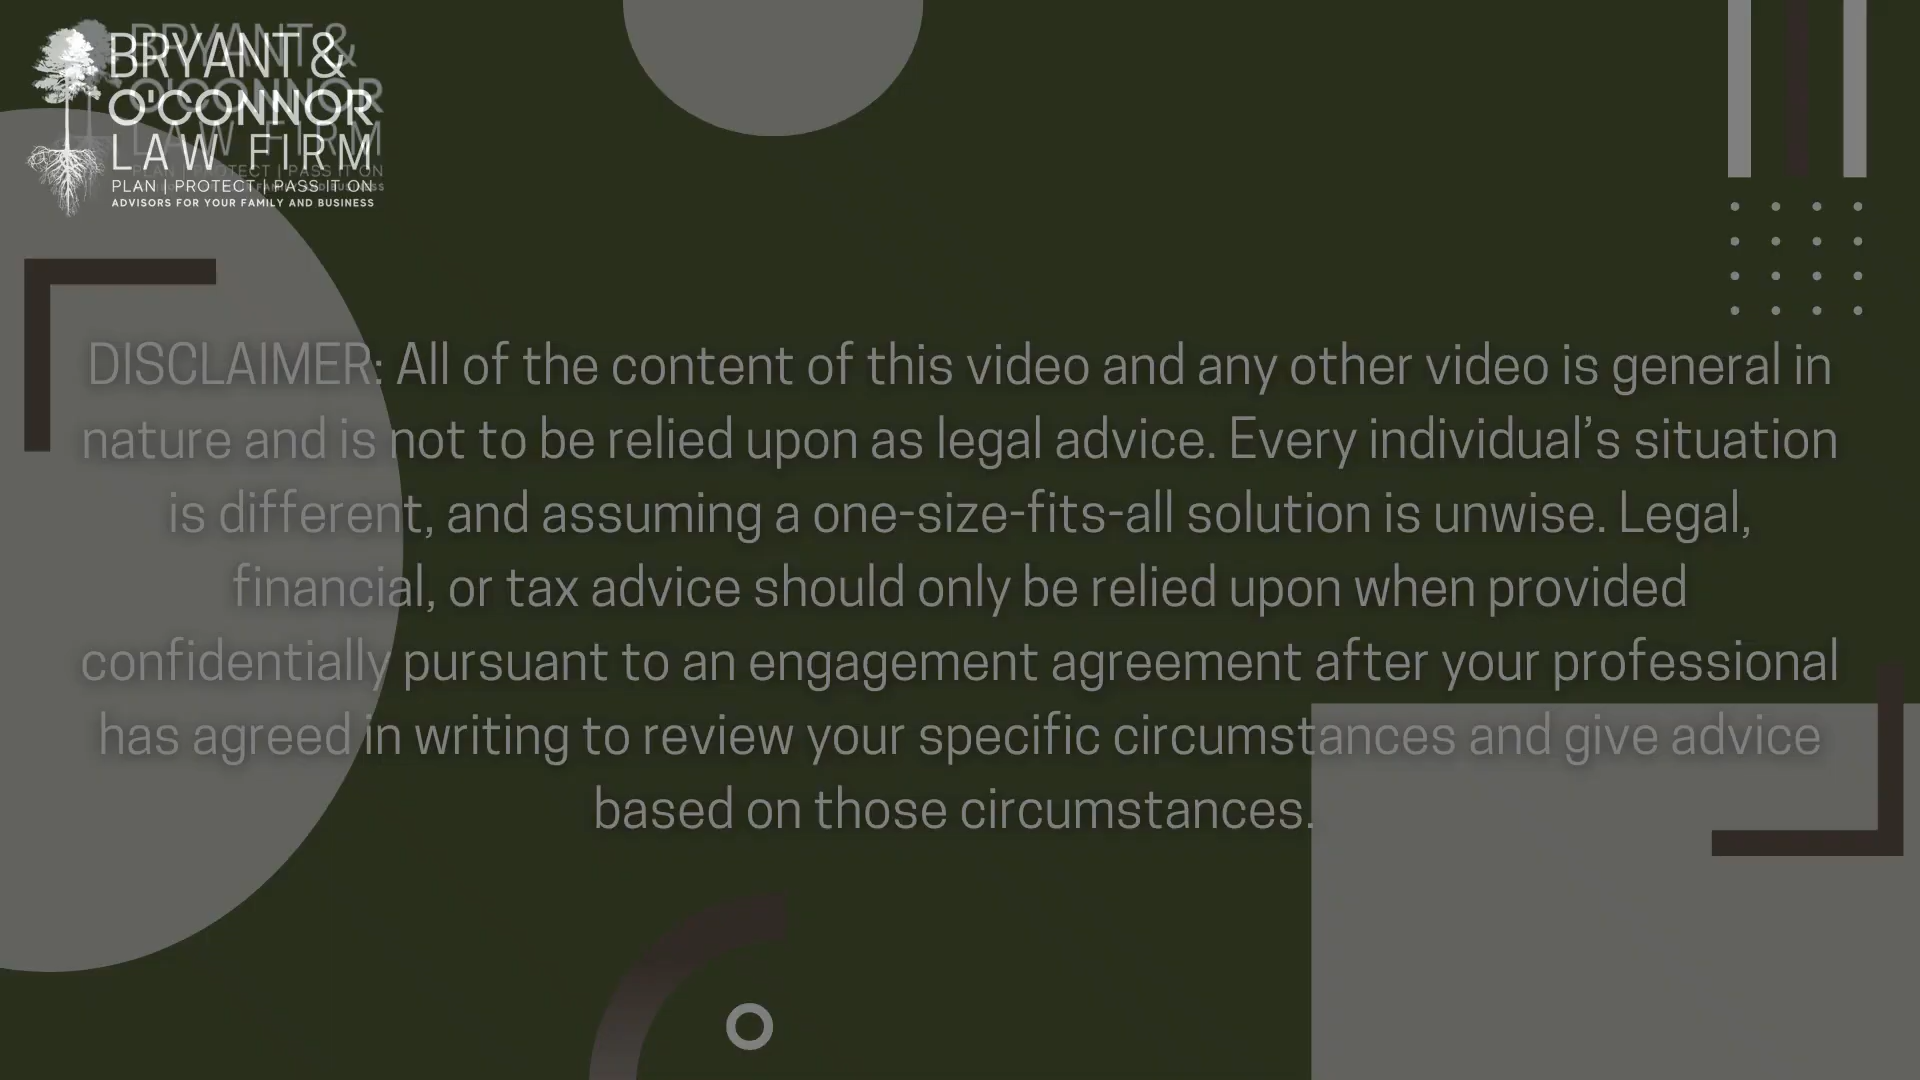 BRYANT &
O'CONNOR
LAW FIRM
PLAN | PROTECT | PASS IT ON
ADVISORS FOR YOUR FAMILY AND BUSINESS
DISCLAIMER: All of the content of this video and any other video is general in
nature and is not to be relied upon as legal advice. Every individual’s situation
is different, and assuming a one-size-fits-all solution is unwise. Legal,
financial, or tax advice should only be relied upon when provided
confidentially pursuant to an engagement agreement after your professional
has agreed in writing to review your specific circumstances and give advice
based on those circumstances.